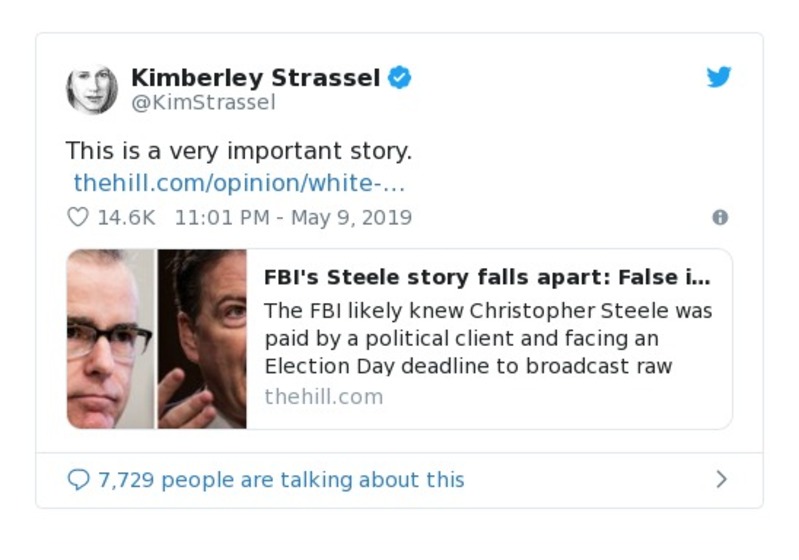 Kimberley Strassel
@KimStrassel
This is a very important story.
thehill.com/opinion/white-...
14.6K 11:01 PM - May 9, 2019
FBI's Steele story falls apart: False i...
The FBI likely knew Christopher Steele was
paid by a political client and facing an
Election Day deadline to broadcast raw
thehill.com
7,729 people are talking about this